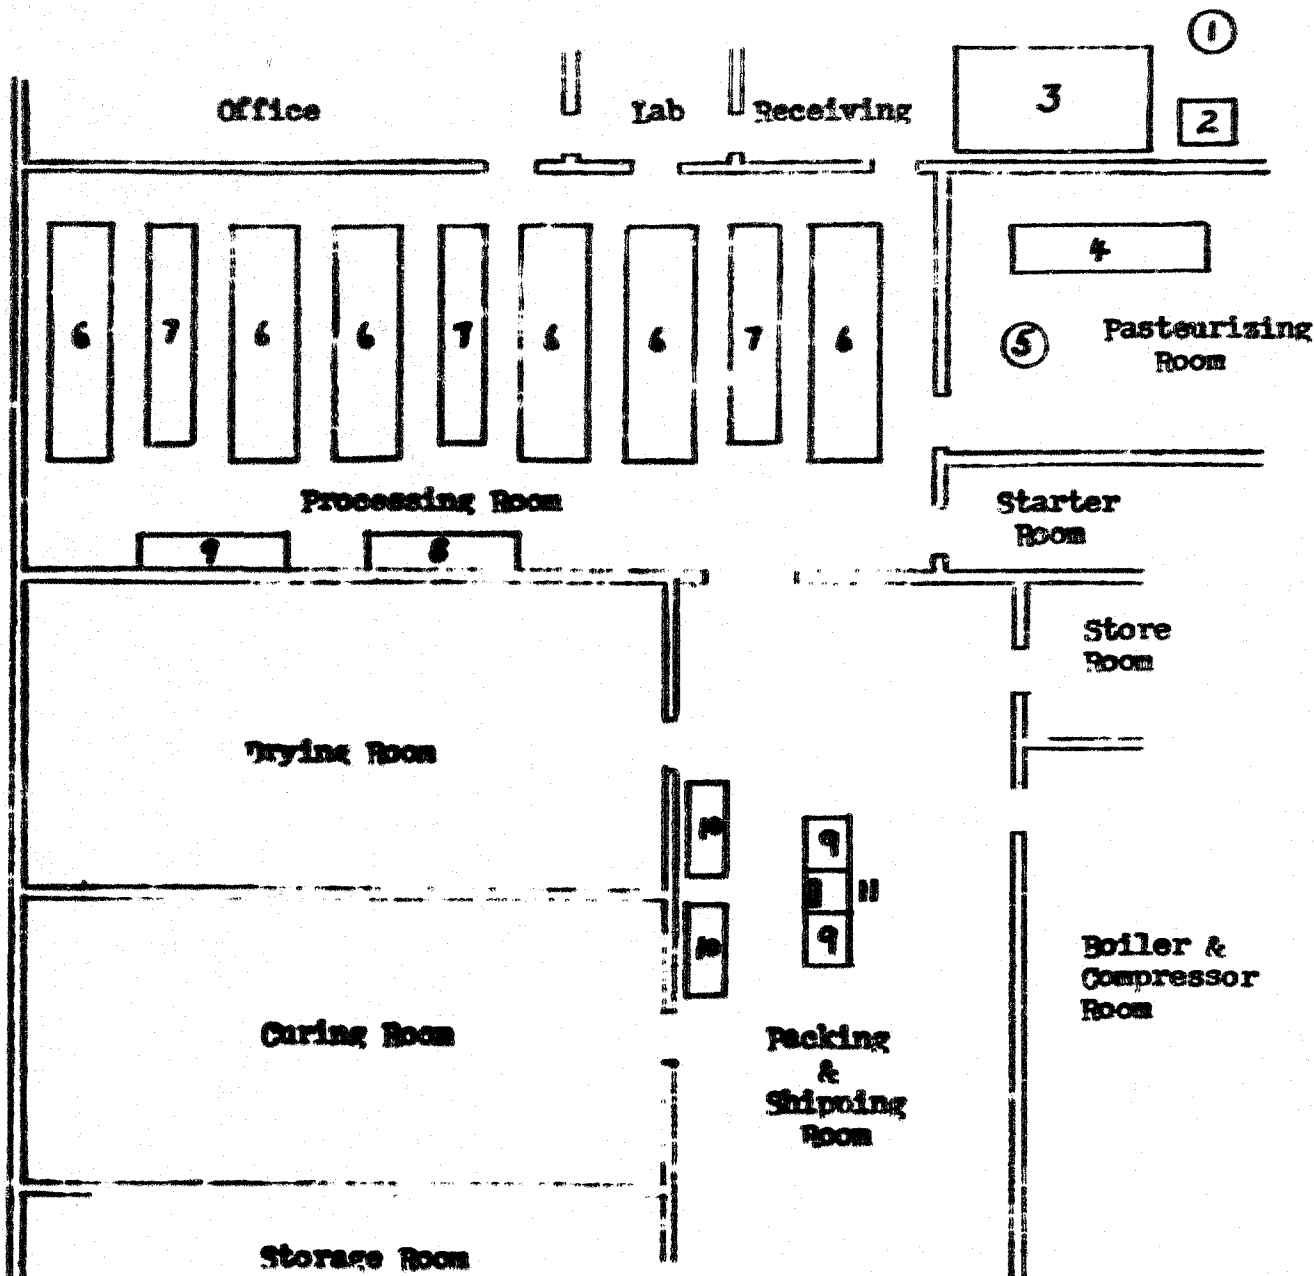 1
Office
Lab
Receiving
3
2
4
6
7
6
6
7
6
6
7
6
5
Pasteurizing
Room
Processing Room
Starter
Room
9
8
Store
Room
Drying Room
10
9
11
10
9
Boiler &
Compressor
Room
Curing Room
Packing
&
Shipping
Room
Storage Room